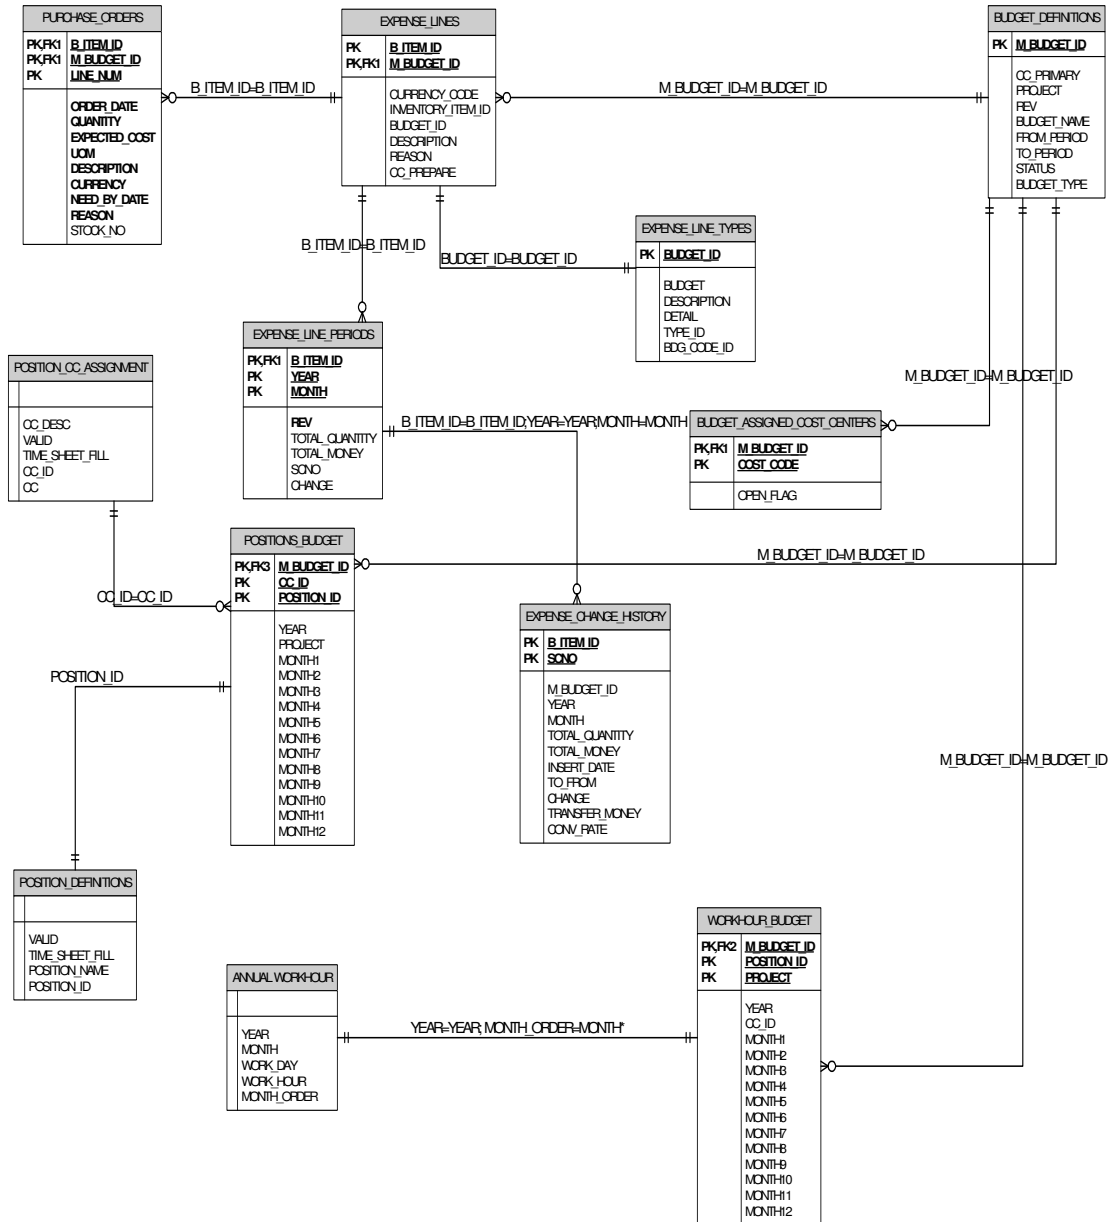 PURCHASE_ORDERS
PK,FK1 B_ITEM_ID
PK,FK1 M_BUDGET_ID
PK LINE_NUM
ORDER_DATE
QUANTITY
EXPECTED_COST
UOM
DESCRIPTION
CURRENCY
NEED_BY_DATE
REASON
STOCK_NO
B_ITEM_ID=B_ITEM_ID
EXPENSE_LINES
PK B_ITEM_ID
PK,FK1 M_BUDGET_ID
CURRENCY_CODE
INVENTORY_ITEM_ID
BUDGET_ID
DESCRIPTION
REASON
CC_PREPARE
M_BUDGET_ID=M_BUDGET_ID
BUDGET_DEFINITIONS
PK M_BUDGET_ID
CC_PRIMARY
PROJECT
REV
BUDGET_NAME
FROM_PERIOD
TO_PERIOD
STATUS
BUDGET_TYPE
B_ITEM_ID=B_ITEM_ID
BUDGET_ID=BUDGET_ID
EXPENSE_LINE_TYPES
PK BUDGET_ID
BUDGET
DESCRIPTION
DETAIL
TYPE_ID
BDG_CODE_ID
EXPENSE_LINE_PERIODS
PK,FK1 B_ITEM_ID
PK YEAR
PK MONTH
REV
TOTAL_QUANTITY
TOTAL_MONEY
SCNO
CHANGE
POSITION_CC_ASSIGNMENT
CC_DESC
VALID
TIME_SHEET_FILL
CC_ID
CC
M_BUDGET_ID=M_BUDGET_ID
B_ITEM_ID=B_ITEM_ID;YEAR=YEAR;MONTH=MONTH
BUDGET_ASSIGNED_COST_CENTERS
PK,FK1 M_BUDGET_ID
PK COST_CODE
OPEN_FLAG
POSITIONS_BUDGET
PK,FK3 M_BUDGET_ID
PK CC_ID
PK POSITION_ID
YEAR
PROJECT
MONTH1
MONTH2
MONTH3
MONTH4
MONTH5
MONTH6
MONTH7
MONTH8
MONTH9
MONTH10
MONTH11
MONTH12
M_BUDGET_ID=M_BUDGET_ID
CC_ID=CC_ID
POSITION_ID
EXPENSE_CHANGE_HISTORY
PK B_ITEM_ID
PK SCNO
M_BUDGET_ID
YEAR
MONTH
TOTAL_QUANTITY
TOTAL_MONEY
INSERT_DATE
TO_FROM
CHANGE
TRANSFER_MONEY
CONV_RATE
M_BUDGET_ID=M_BUDGET_ID
POSITION_DEFINITIONS
VALID
TIME_SHEET_FILL
POSITION_NAME
POSITION_ID
ANNUAL WORKHOUR
YEAR
MONTH
WORK_DAY
WORK_HOUR
MONTH_ORDER
YEAR=YEAR; MONTH_ORDER=MONTH*
WORKHOUR_BUDGET
PK,FK2 M_BUDGET_ID
PK POSITION_ID
PK PROJECT
YEAR
CC_ID
MONTH1
MONTH2
MONTH3
MONTH4
MONTH5
MONTH6
MONTH7
MONTH8
MONTH9
MONTH10
MONTH11
MONTH12